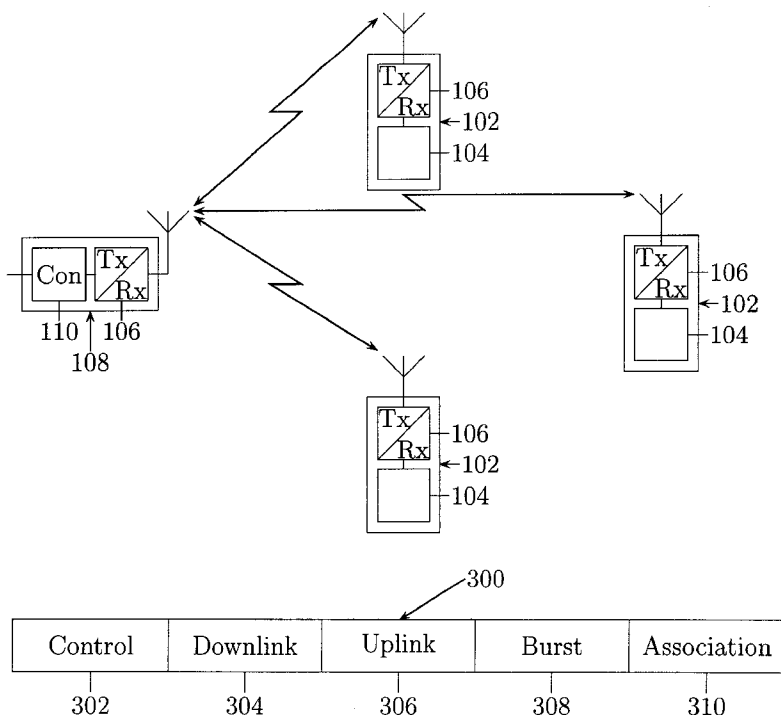 Tx
Rx
106
102
104
Con
Tx
Rx
110
106
108
Tx
Rx
106
102
104
Tx
Rx
106
102
104
300
Control Downlink Uplink Burst Association
302 304 306 308 310